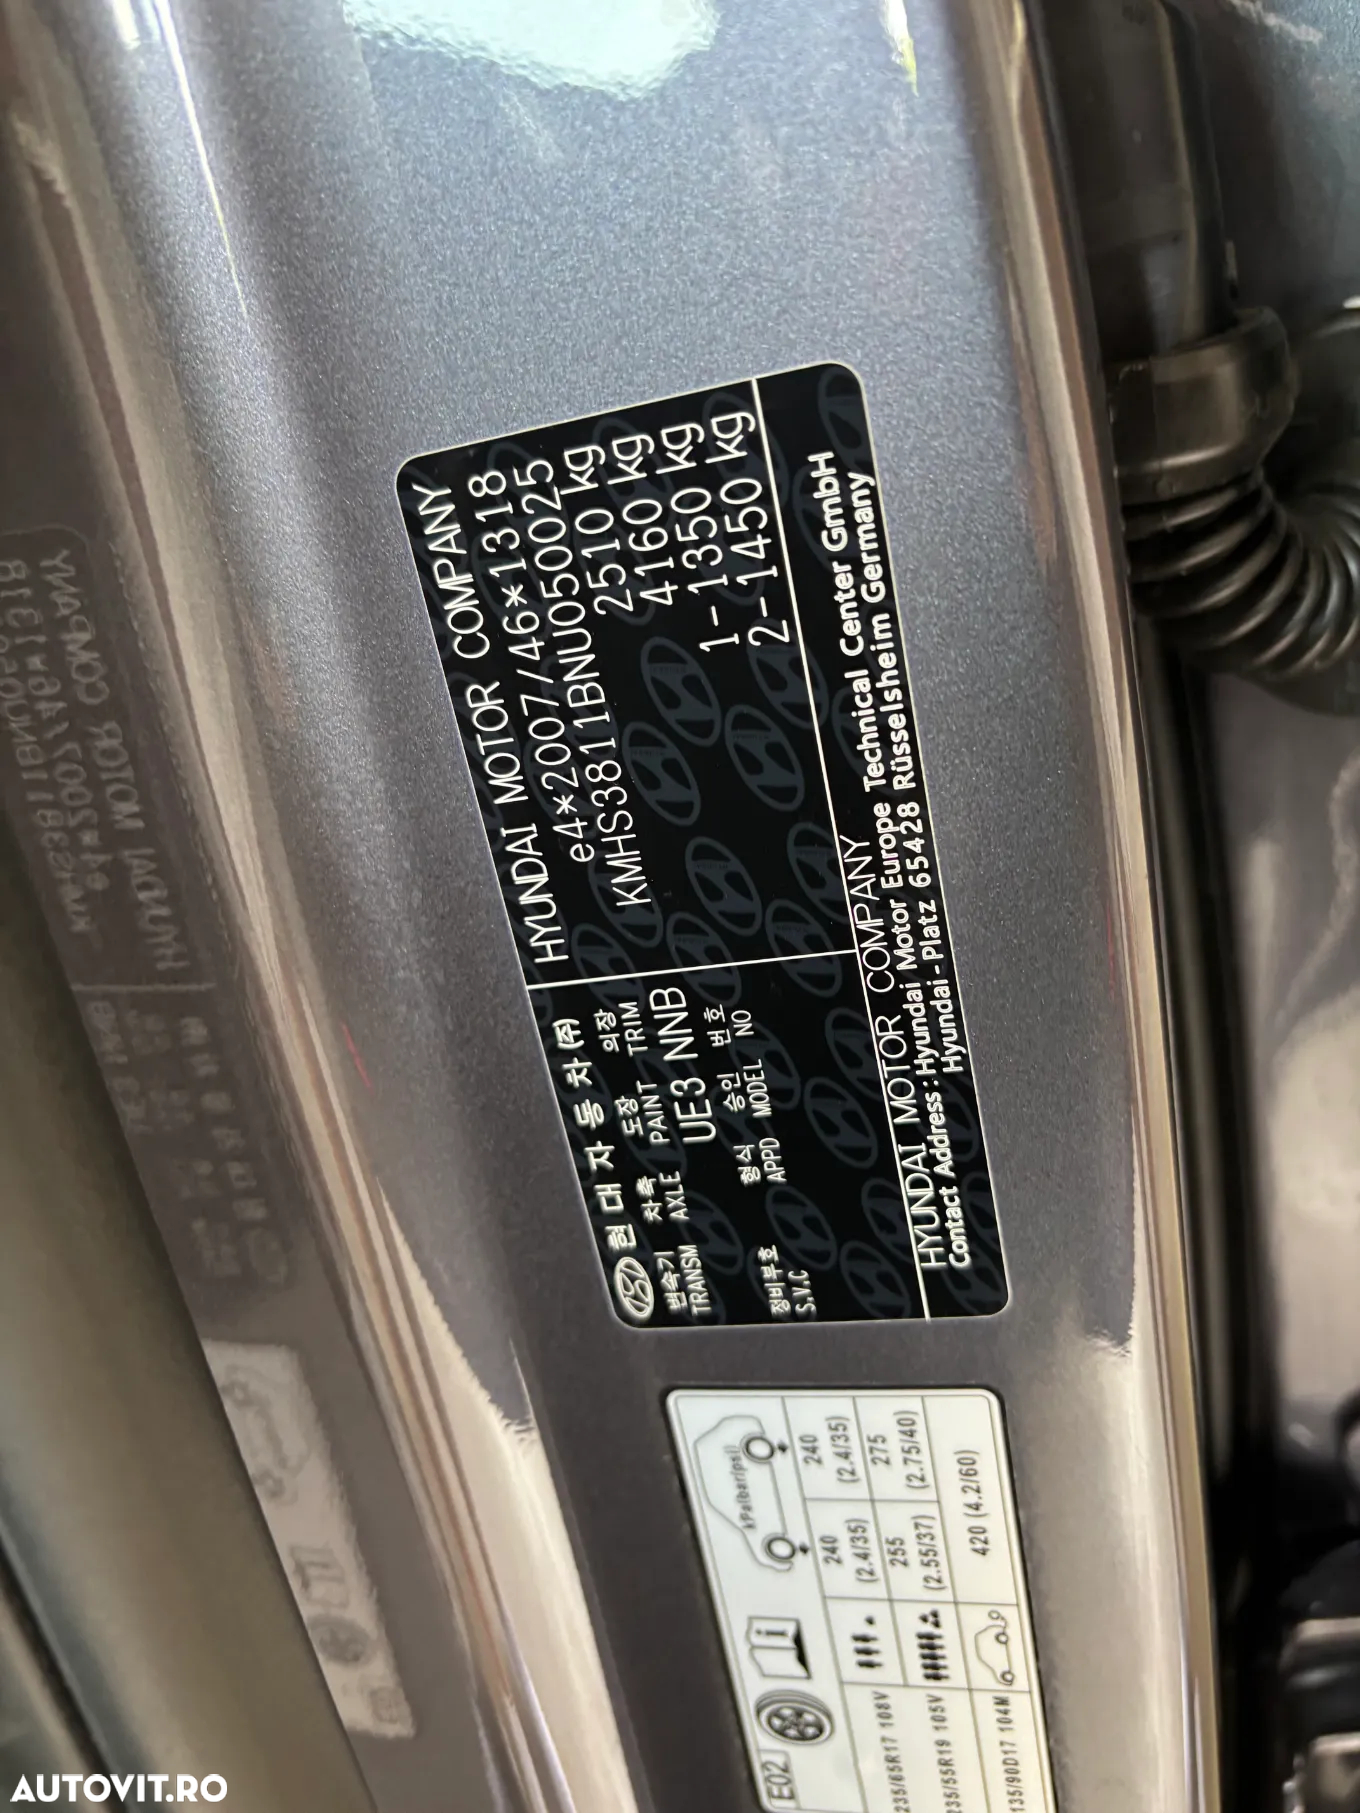 HYUNDAI MOTOR COMPANY
e4*2007/46*1318
KMHS3811BNU050025
2510 kg
4160 kg
1-1350 kg
2-1450 kg
현대자동차(주)
변속기 차축 도장 의장
TRANSM AXLE PAINT TRIM
UE3 NNB
정비부호 형식 승인 번호
S.V.C APPD MODEL NO
HYUNDAI MOTOR COMPANY
Contact Address : Hyundai Motor Europe Technical Center GmbH
Hyundai-Platz 65428 Rüsselsheim Germany
E02 i kPa(bar/psi)
235/65R17 108V 240 (2.4/35) 240 (2.4/35)
235/55R19 105V 255 (2.55/37) 275 (2.75/40)
135/90D17 104M 420 (4.2/60)
AUTOVIT.RO